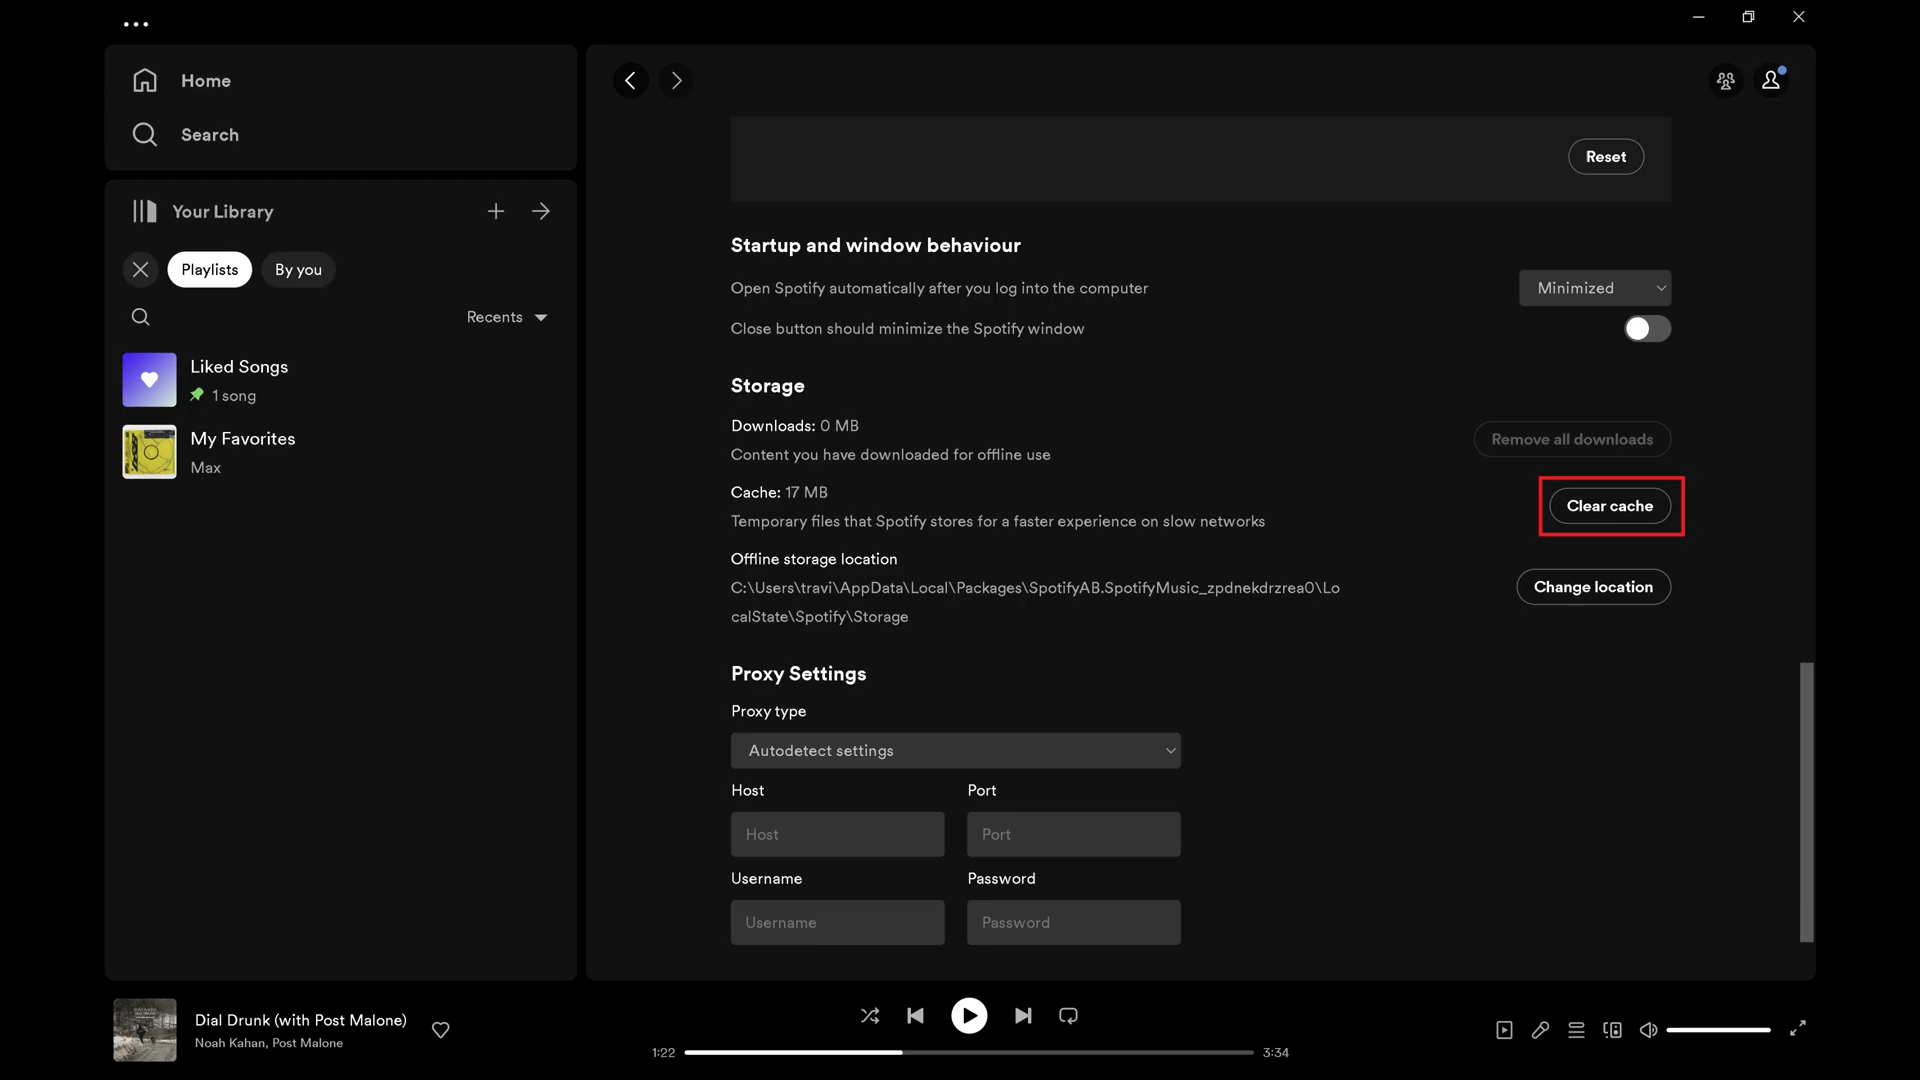 Home
Search
Your Library
Playlists
By you
Recents
Liked Songs
1 song
My Favorites
Max
Reset
Startup and window behaviour
Open Spotify automatically after you log into the computer
Minimized
Close button should minimize the Spotify window
Storage
Downloads: 0 MB
Content you have downloaded for offline use
Remove all downloads
Cache: 17 MB
Temporary files that Spotify stores for a faster experience on slow networks
Clear cache
Offline storage location
C:\Users\travi\AppData\Local\Packages\SpotifyAB.SpotifyMusic_zpdnekdrzrea0\Lo
calState\Spotify\Storage
Change location
Proxy Settings
Proxy type
Autodetect settings
Host Port
Host Port
Username Password
Username Password
Dial Drunk (with Post Malone)
Noah Kahan, Post Malone
1:22
3:34